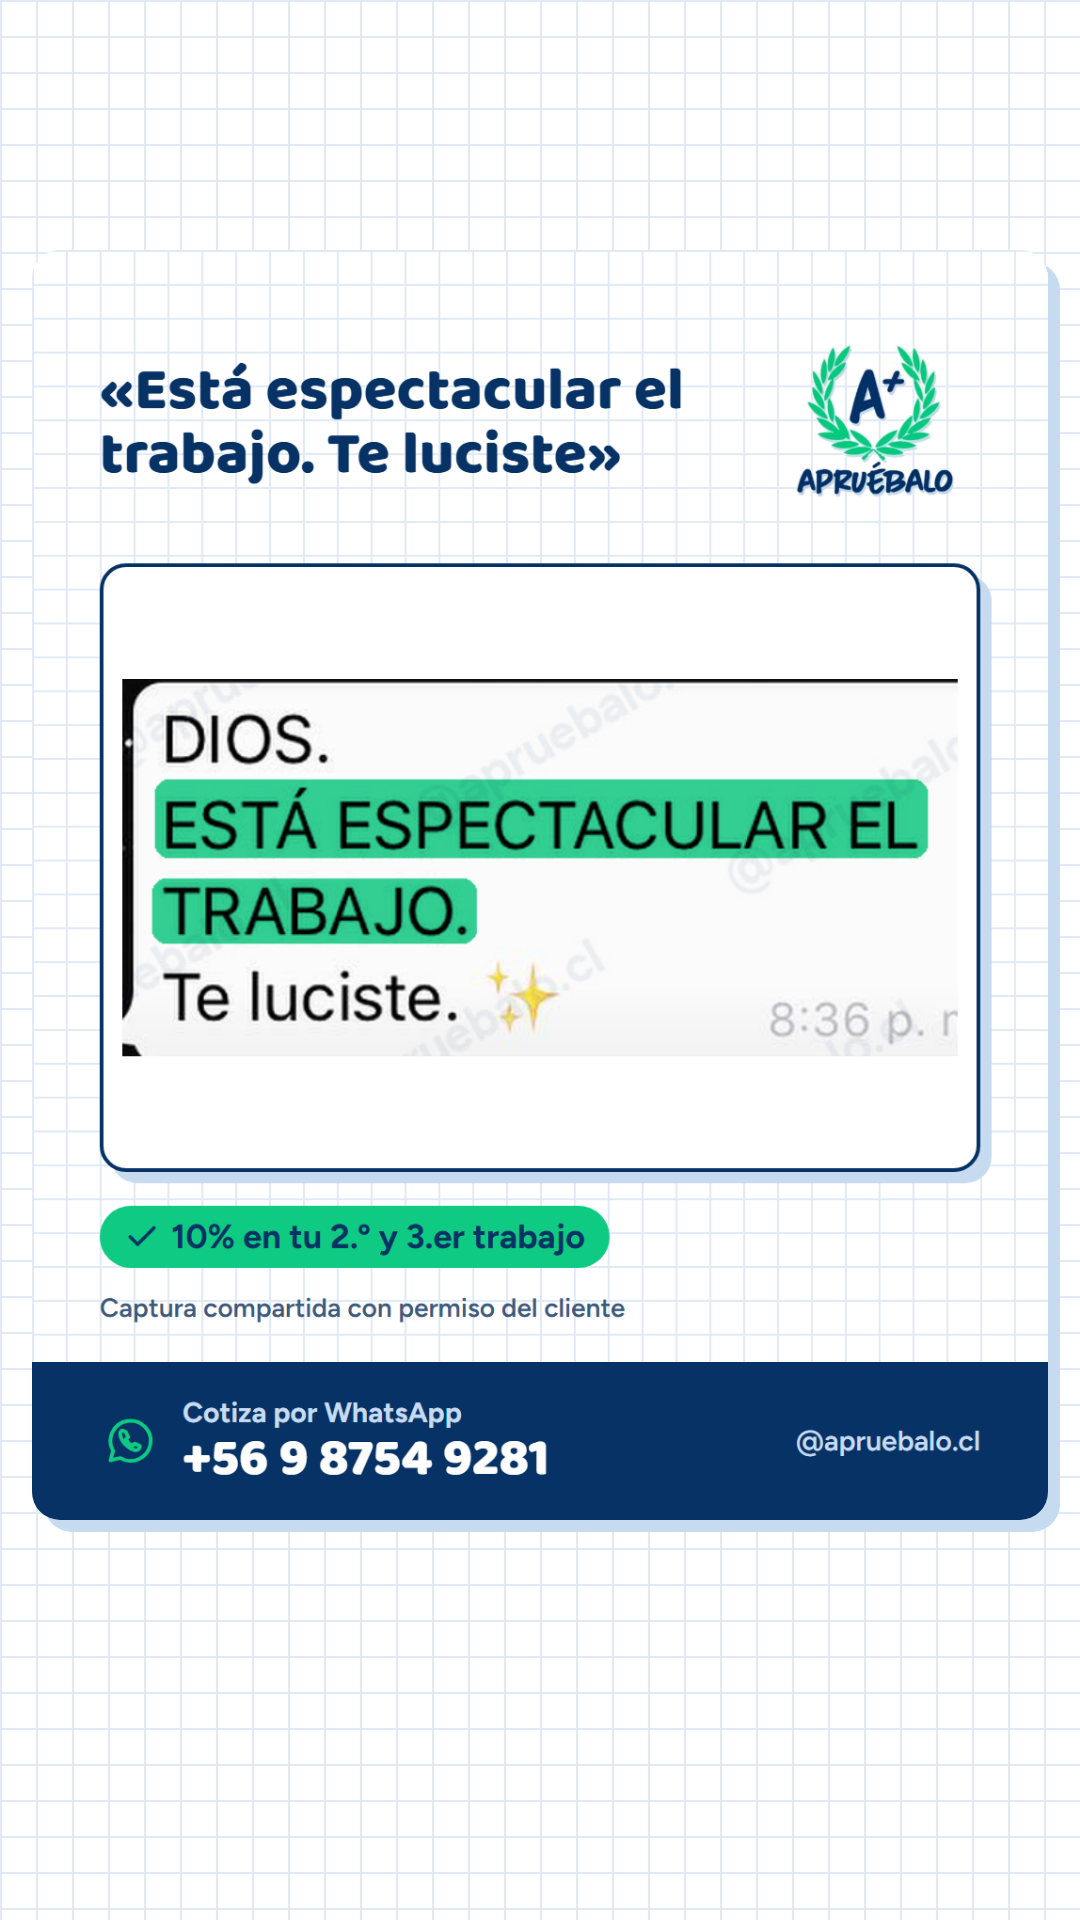 «Está espectacular el
trabajo. Te luciste»
A+
APRUÉBALO
DIOS.
ESTÁ ESPECTACULAR EL
TRABAJO.
Te luciste. ✨
8:36 p.
✓ 10% en tu 2.º y 3.er trabajo
Captura compartida con permiso del cliente
Cotiza por WhatsApp
+56 9 8754 9281
@apruebalo.cl